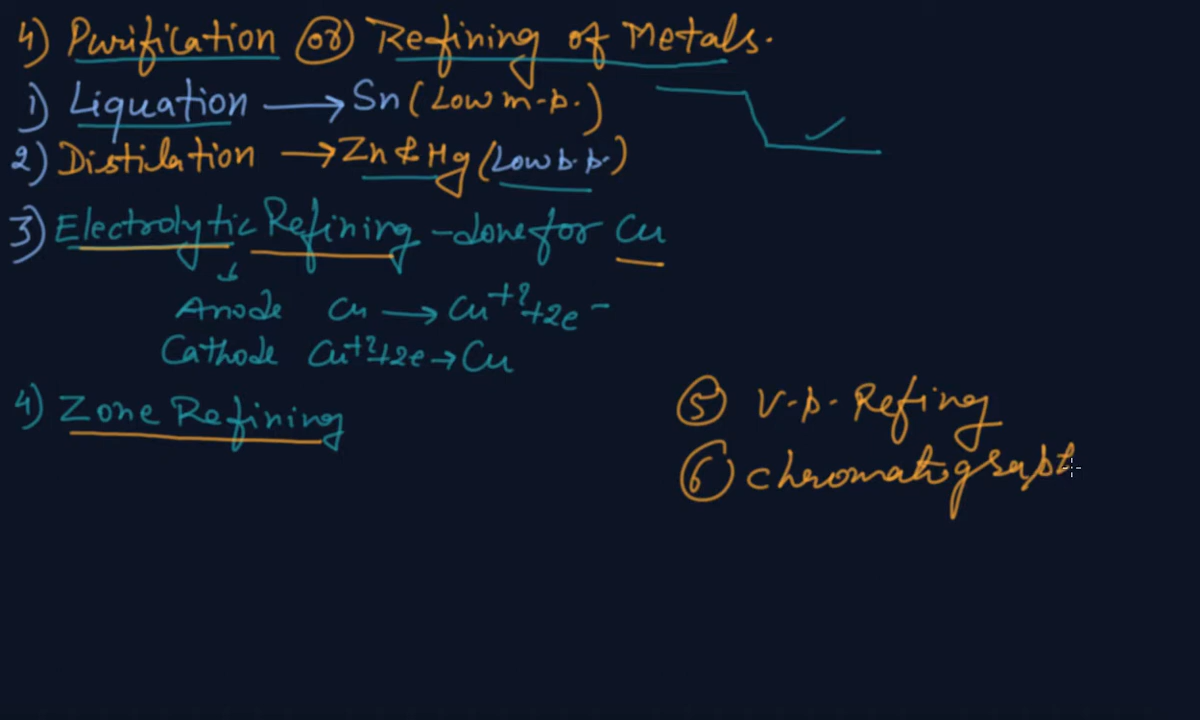 4) Purification (or) Refining of Metals.
1) Liquation → Sn (Low m.p.)
2) Distilation → Zn & Hg (Low b.p.)
3) Electrolytic Refining - done for Cu
Anode Cu → Cu+2 + 2e-
Cathode Cu+2 + 2e → Cu
4) Zone Refining
5 V.p. Refing
6 chromatograph